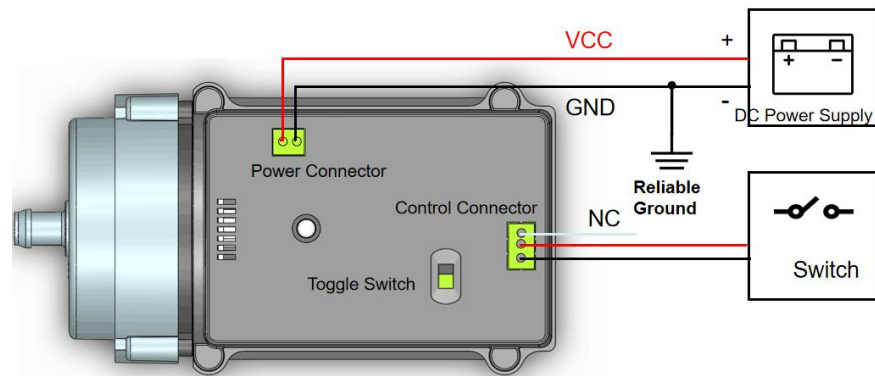 VCC
+
+ −
GND
-
DC Power Supply
Power Connector
Reliable
Ground
Control Connector
NC
Toggle Switch
Switch